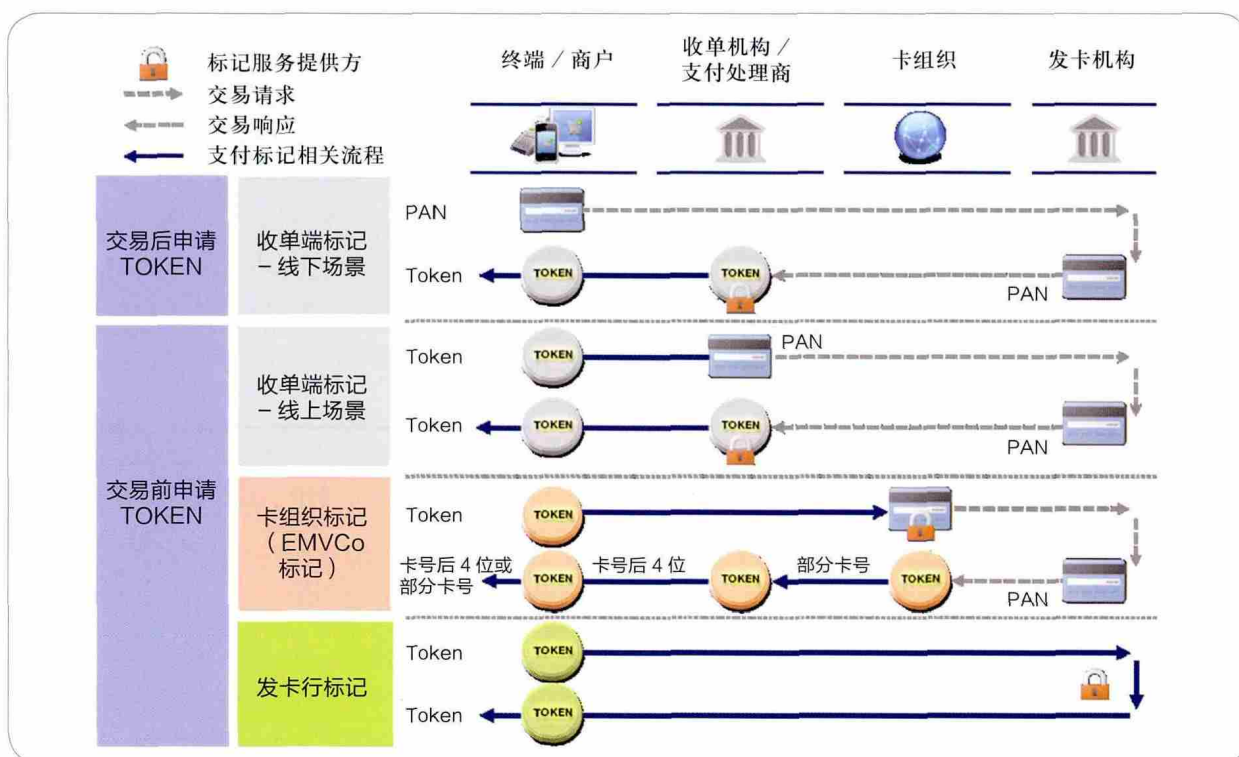 标记服务提供方
交易请求
交易响应
支付标记相关流程
终端 / 商户
收单机构 /
支付处理商
卡组织
发卡机构
交易后申请
TOKEN
收单端标记
– 线下场景
PAN
Token
TOKEN
TOKEN
PAN
交易前申请
TOKEN
收单端标记
– 线上场景
Token
TOKEN
PAN
Token
TOKEN
TOKEN
PAN
卡组织标记
（EMVCo
标记）
Token
TOKEN
卡号后 4 位或
部分卡号
TOKEN
卡号后 4 位
TOKEN
部分卡号
TOKEN
PAN
发卡行标记
Token
TOKEN
Token
TOKEN